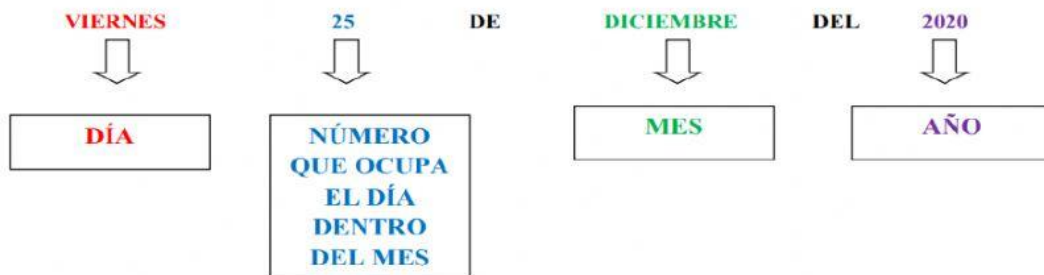 VIERNES 25 DE DICIEMBRE DEL 2020
DÍA
NÚMERO
QUE OCUPA
EL DÍA
DENTRO
DEL MES
MES
AÑO